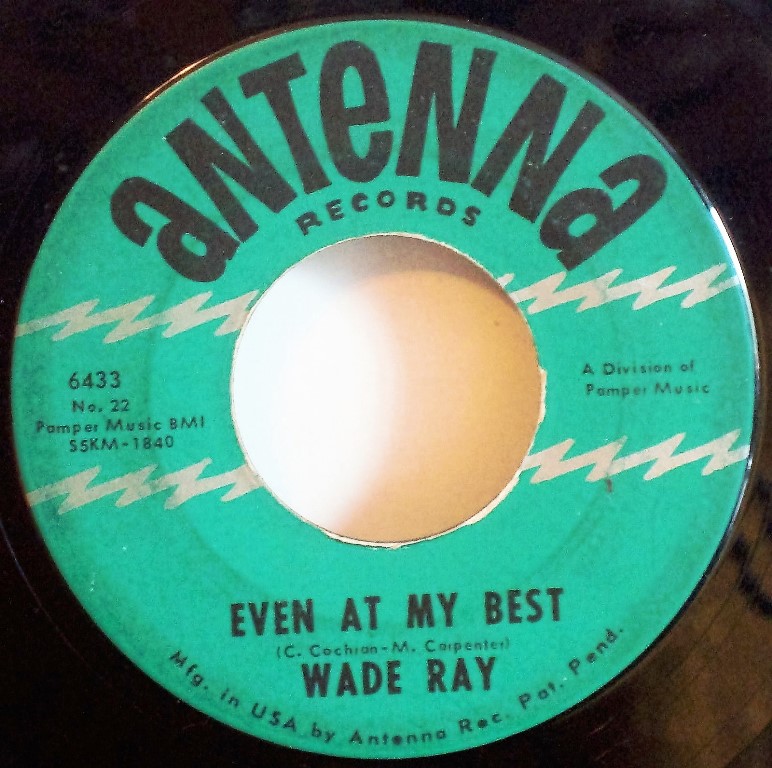 aNTeNNa
RECORDS
6433
No. 22
Pamper Music BMI
S5KM-1840
A Division of
Pamper Music
EVEN AT MY BEST
(C. Cochran-M. Carpenter)
WADE RAY
Mfg. in USA by Antenna Rec. Pat. Pend.